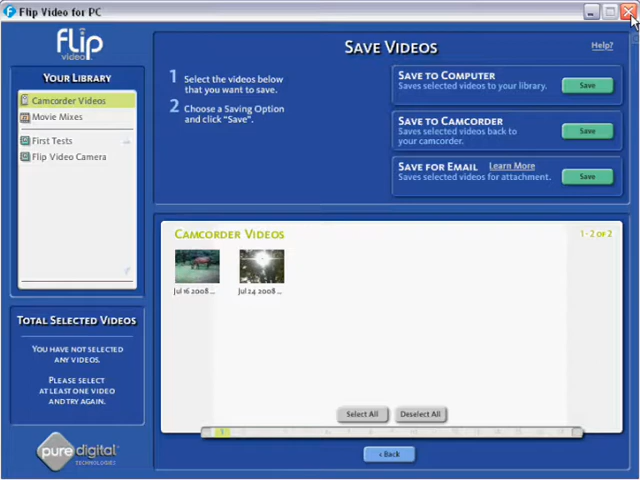 Flip Video for PC
flip
video
YOUR LIBRARY
Camcorder Videos
Movie Mixes
First Tests
Flip Video Camera
TOTAL SELECTED VIDEOS
YOU HAVE NOT SELECTED
ANY VIDEOS.
PLEASE SELECT
AT LEAST ONE VIDEO
AND TRY AGAIN.
pure digital
TECHNOLOGIES
SAVE VIDEOS
Help?
1 Select the videos below
that you want to save.
2 Choose a Saving Option
and click "Save".
SAVE TO COMPUTER
Saves selected videos to your library.
Save
SAVE TO CAMCORDER
Saves selected videos back to
your camcorder.
Save
SAVE FOR EMAIL Learn More
Saves selected videos for attachment.
Save
CAMCORDER VIDEOS
1 - 2 OF 2
Jul 16 2008 ...
Jul 24 2008 ...
Select All
Deselect All
1
< Back